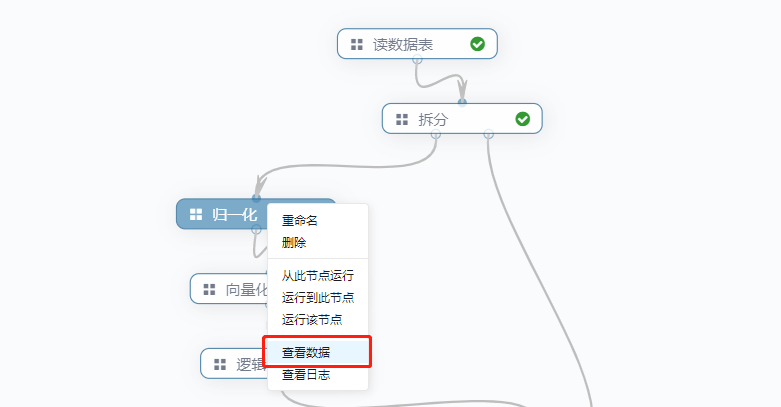 读数据表
拆分
归一化
重命名
删除
从此节点运行
向量化
运行到此节点
运行该节点
查看数据
逻辑
查看日志